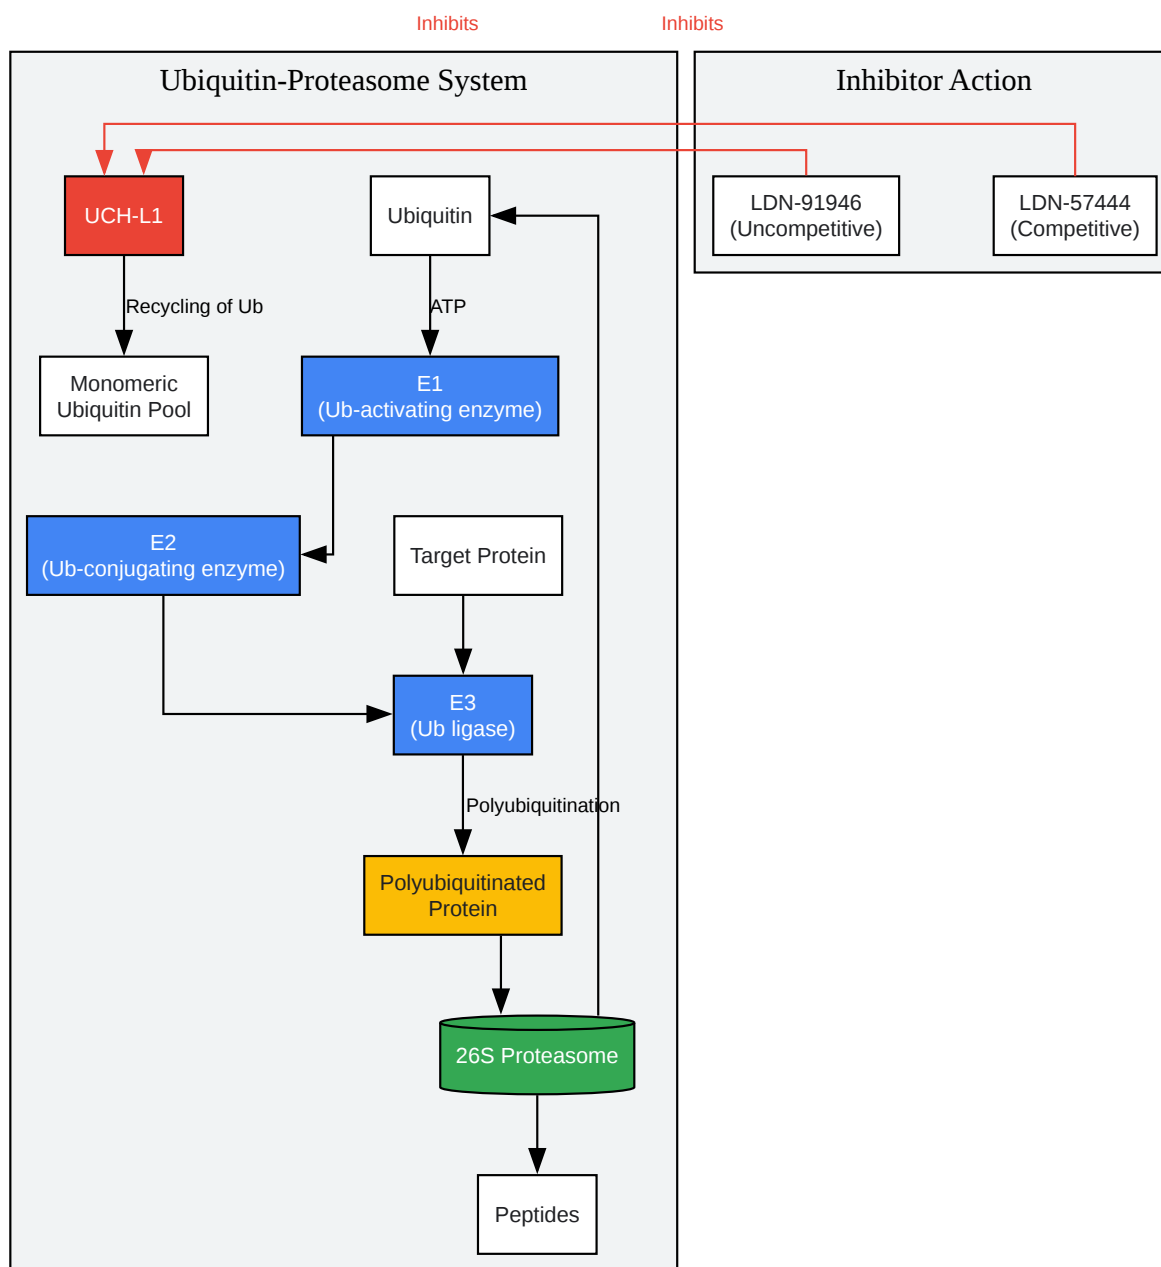 Inhibits
Inhibits
Ubiquitin-Proteasome System
Inhibitor Action
UCH-L1
Ubiquitin
LDN-91946
(Uncompetitive)
LDN-57444
(Competitive)
Recycling of Ub
ATP
Monomeric
Ubiquitin Pool
E1
(Ub-activating enzyme)
E2
(Ub-conjugating enzyme)
Target Protein
E3
(Ub ligase)
Polyubiquitination
Polyubiquitinated
Protein
26S Proteasome
Peptides